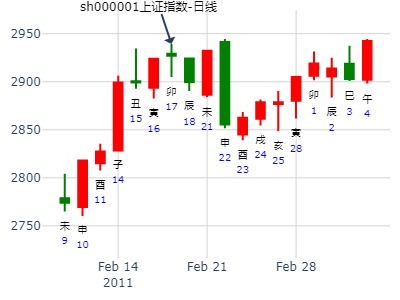 sh000001上证指数-日线
2950
2900
2850
2800
2750
未
9
申
10
酉
11
子
14
丑
15
寅
16
卯
17
辰
18
未
21
申
22
酉
23
戌
24
亥
25
寅
28
卯
1
辰
2
巳
3
午
4
Feb 14
2011
Feb 21
Feb 28